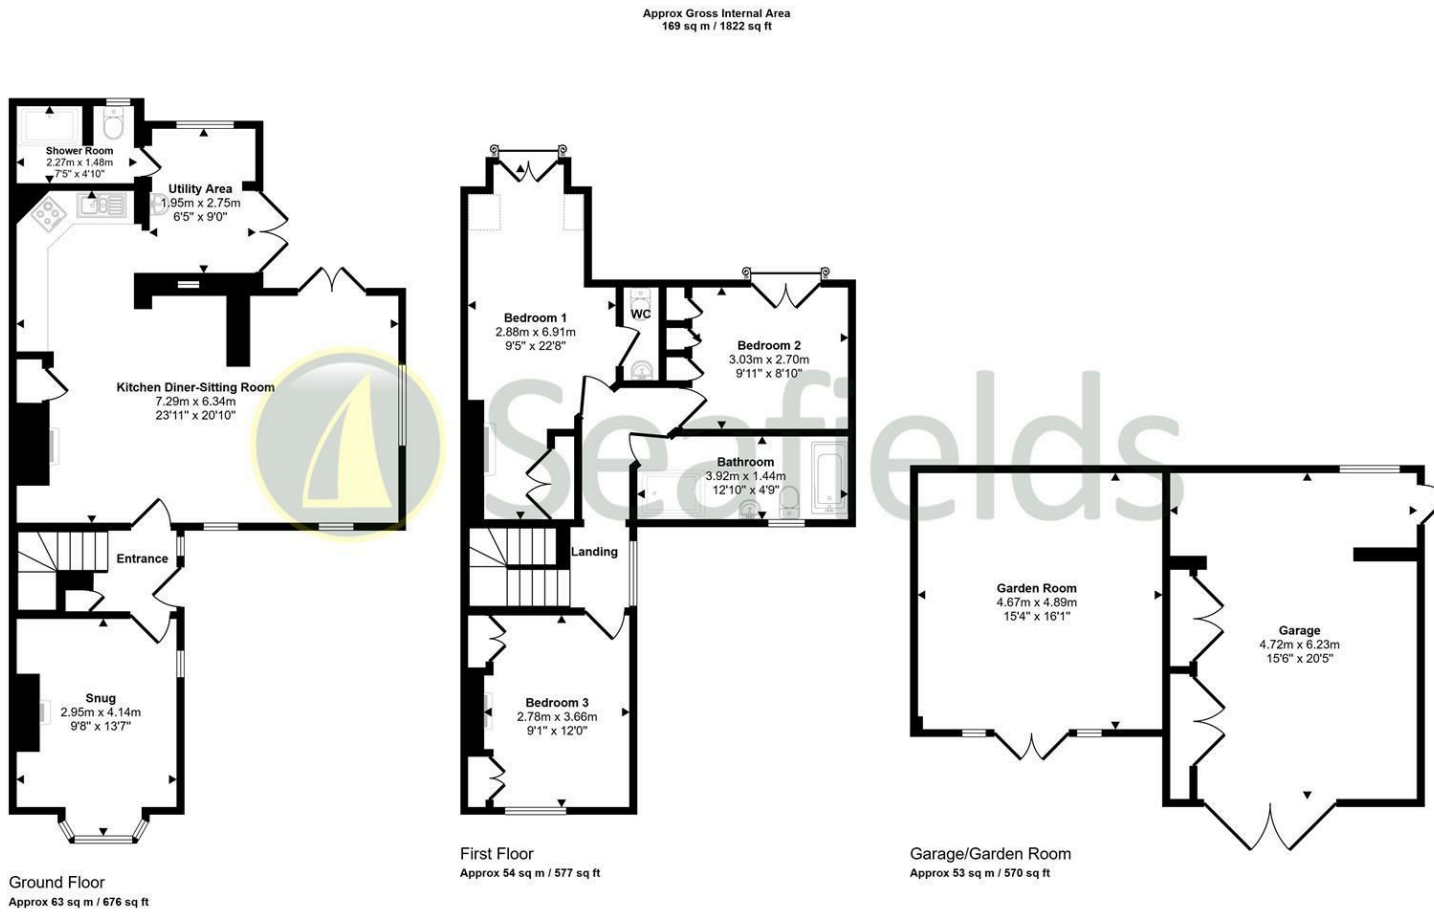 Approx Gross Internal Area
169 sq m / 1822 sq ft
Shower Room
2.27m x 1.48m
7'5" x 4'10"
Utility Area
1.95m x 2.75m
6'5" x 9'0"
Kitchen Diner-Sitting Room
7.29m x 6.34m
23'11" x 20'10"
Entrance
Snug
2.95m x 4.14m
9'8" x 13'7"
Ground Floor
Approx 63 sq m / 676 sq ft
Bedroom 1
2.88m x 6.91m
9'5" x 22'8"
WC
Bedroom 2
3.03m x 2.70m
9'11" x 8'10"
Bathroom
3.92m x 1.44m
12'10" x 4'9"
Landing
Bedroom 3
2.78m x 3.66m
9'1" x 12'0"
First Floor
Approx 54 sq m / 577 sq ft
Seafields
Garden Room
4.67m x 4.89m
15'4" x 16'1"
Garage
4.72m x 6.23m
15'6" x 20'5"
Garage/Garden Room
Approx 53 sq m / 570 sq ft